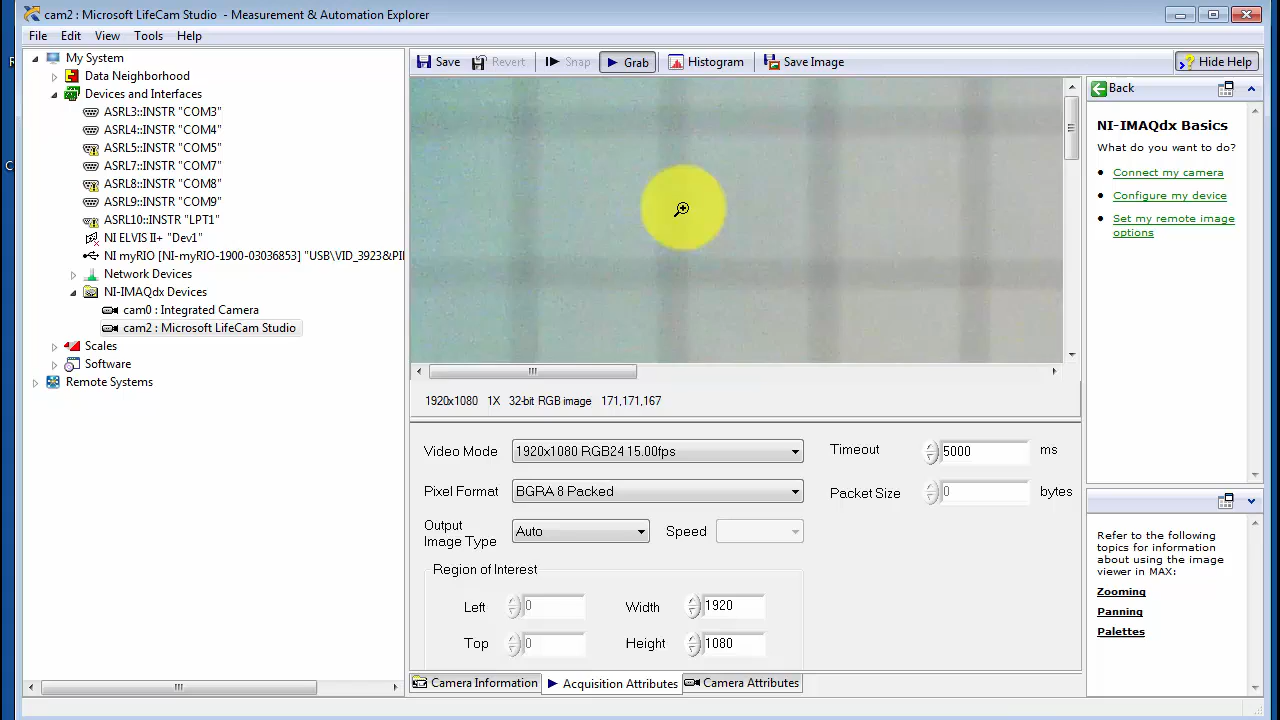 cam2 : Microsoft LifeCam Studio - Measurement & Automation Explorer
File Edit View Tools Help
My System
Data Neighborhood
Devices and Interfaces
ASRL3::INSTR "COM3"
ASRL4::INSTR "COM4"
ASRL5::INSTR "COM5"
ASRL7::INSTR "COM7"
ASRL8::INSTR "COM8"
ASRL9::INSTR "COM9"
ASRL10::INSTR "LPT1"
NI ELVIS II+ "Dev1"
NI myRIO [NI-myRIO-1900-03036853] "USB\VID_3923&PI
Network Devices
NI-IMAQdx Devices
cam0 : Integrated Camera
cam2 : Microsoft LifeCam Studio
Scales
Software
Remote Systems
Save Revert Snap Grab Histogram Save Image Hide Help
1920x1080 1X 32-bit RGB image 171,171,167
Video Mode 1920x1080 RGB24 15.00fps Timeout 5000 ms
Pixel Format BGRA 8 Packed Packet Size 0 bytes
Output
Image Type Auto Speed
Region of Interest
Left 0 Width 1920
Top 0 Height 1080
Camera Information Acquisition Attributes Camera Attributes
Back
NI-IMAQdx Basics
What do you want to do?
Connect my camera
Configure my device
Set my remote image
options
Refer to the following
topics for information
about using the image
viewer in MAX:
Zooming
Panning
Palettes